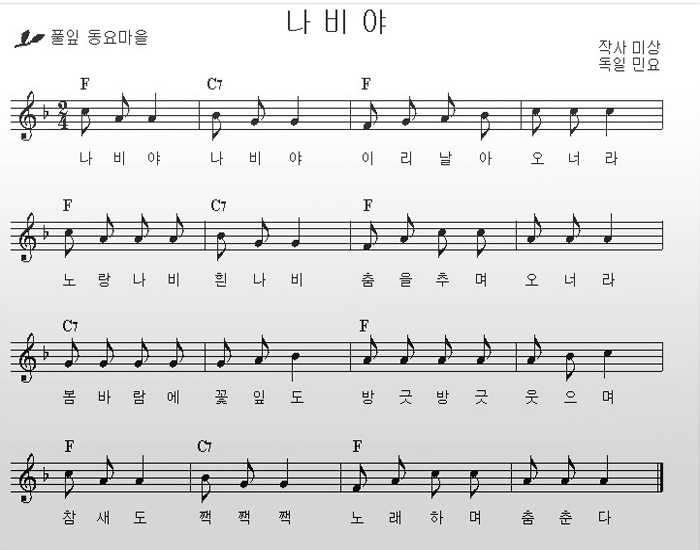 나비야
풀잎 동요마을
작사 미상
독일 민요
F C7 F
2
4
나 비 야 나 비 야 이 리 날 아 오 너 라
F C7 F
노 랑 나 비 흰 나 비 춤 을 추 며 오 너 라
C7 F
봄 바 람 에 꽃 잎 도 방 긋 방 긋 웃 으 며
F C7 F
참 새 도 짹 짹 짹 노 래 하 며 춤 춘 다